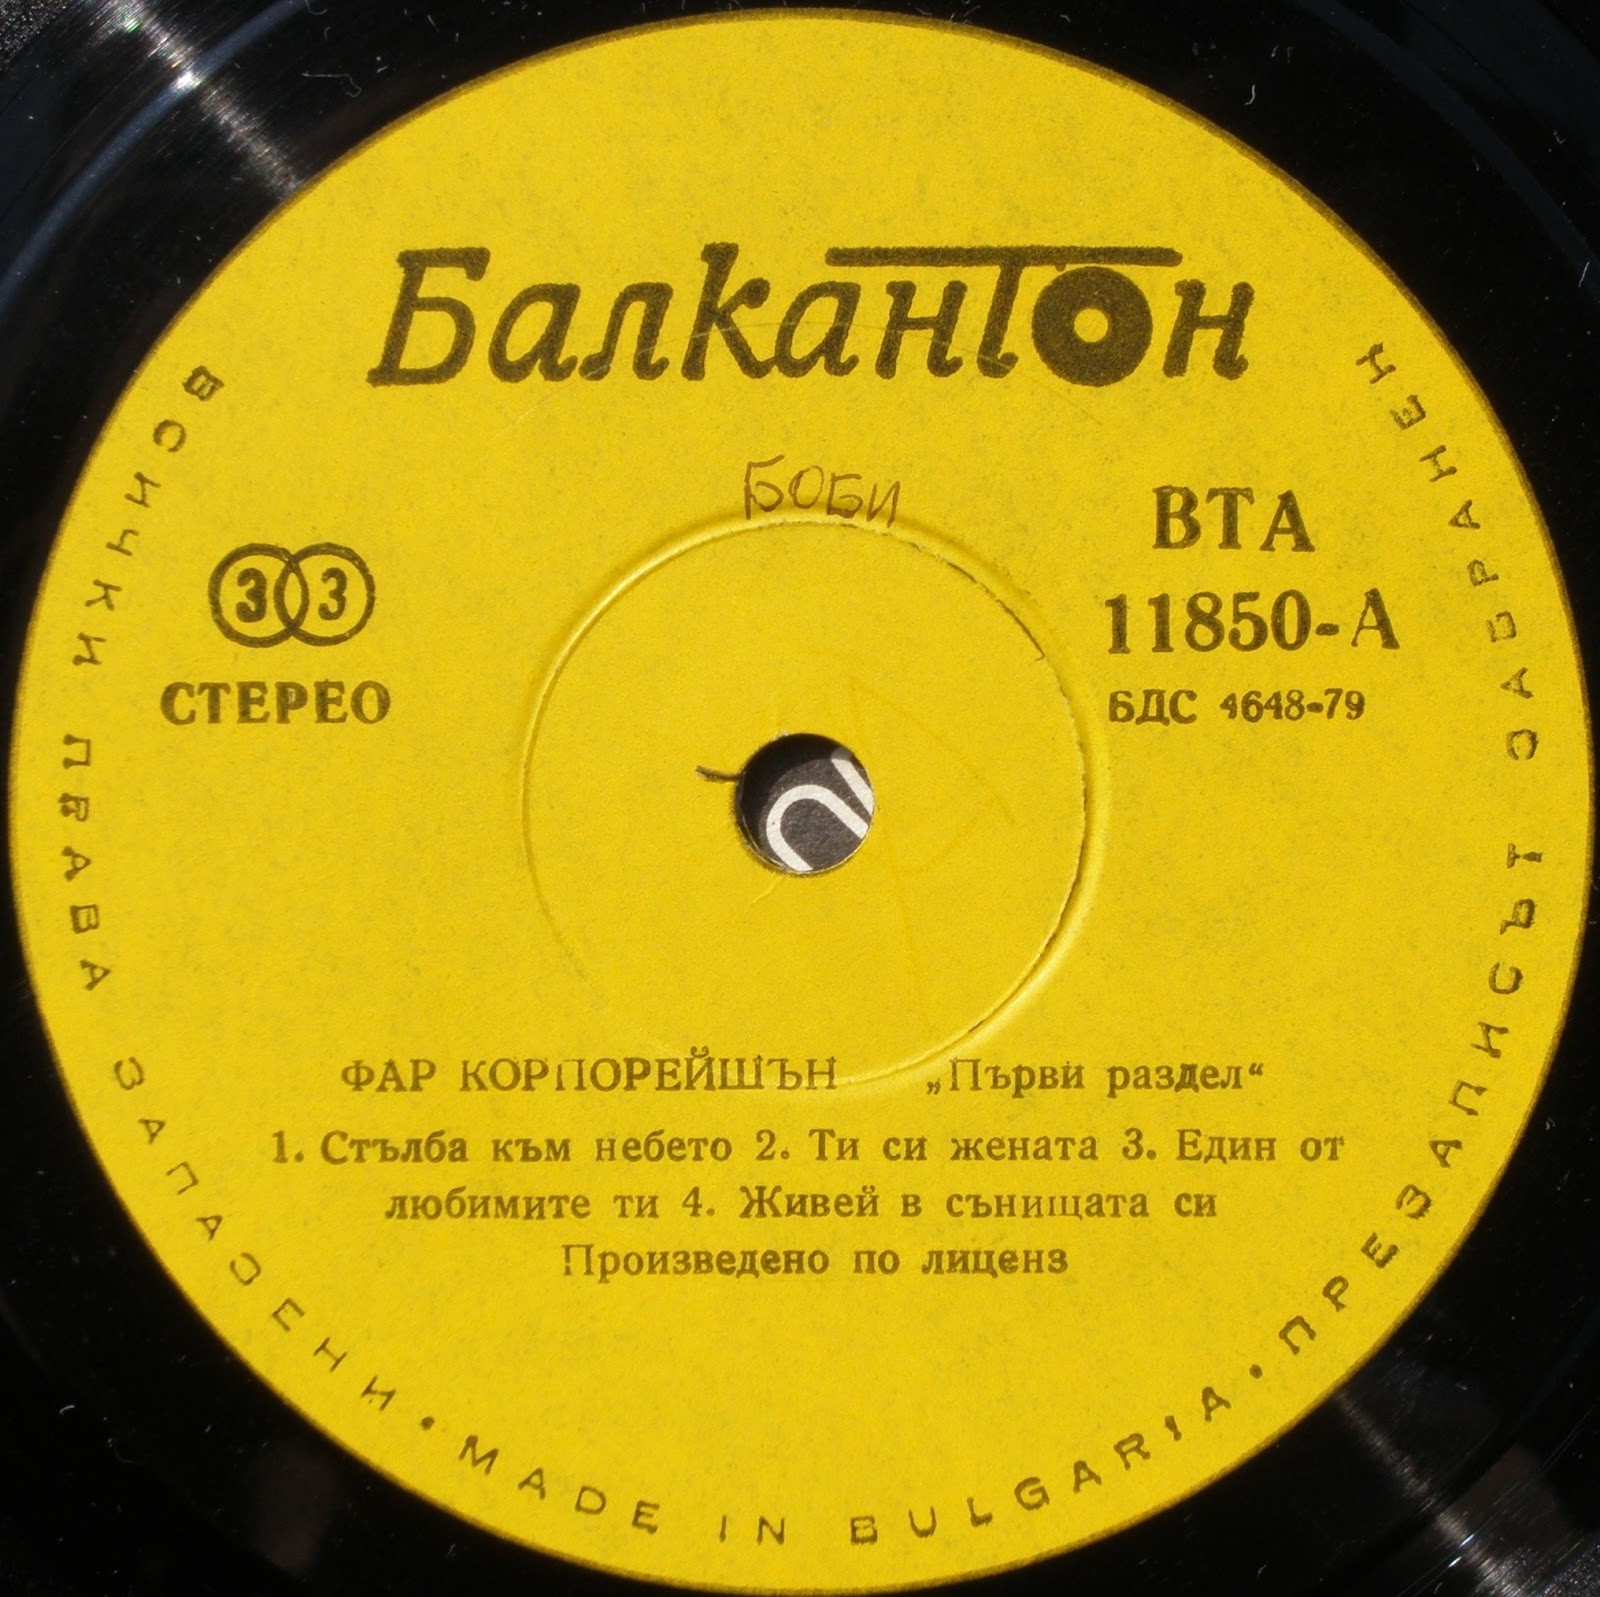 Балкантон
БОБИ
ВТА
33
11850-А
СТЕРЕО
БДС 4648-79
ФАР КОРПОРЕЙШЪН „Първи раздел“
1. Стълба към небето 2. Ти си жената 3. Един от
любимите ти 4. Живей в сънищата си
Произведено по лиценз
ВСИЧКИ ПРАВА ЗАПАЗЕНИ · MADE IN BULGARIA · ПРЕЗАПИСЪТ ЗАБРАНЕН